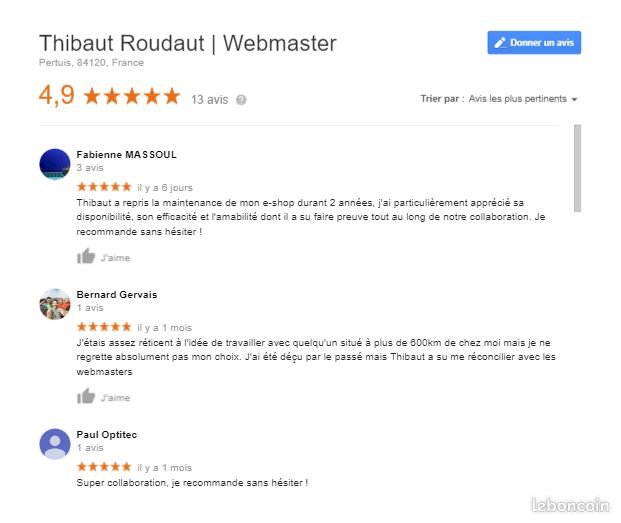 Thibaut Roudaut | Webmaster
Donner un avis
Pertuis, 84120, France
4,9
13 avis
Trier par : Avis les plus pertinents
Fabienne MASSOUL
3 avis
il y a 6 jours
Thibaut a repris la maintenance de mon e-shop durant 2 années, j'ai particulièrement apprécié sa
disponibilité, son efficacité et l'amabilité dont il a su faire preuve tout au long de notre collaboration. Je
recommande sans hésiter !
J'aime
Bernard Gervais
1 avis
il y a 1 mois
J'étais assez réticent à l'idée de travailler avec quelqu'un situé à plus de 600km de chez moi mais je ne
regrette absolument pas mon choix. J'ai été déçu par le passé mais Thibaut a su me réconcilier avec les
webmasters
J'aime
Paul Optitec
1 avis
il y a 1 mois
Super collaboration, je recommande sans hésiter !
leboncoin